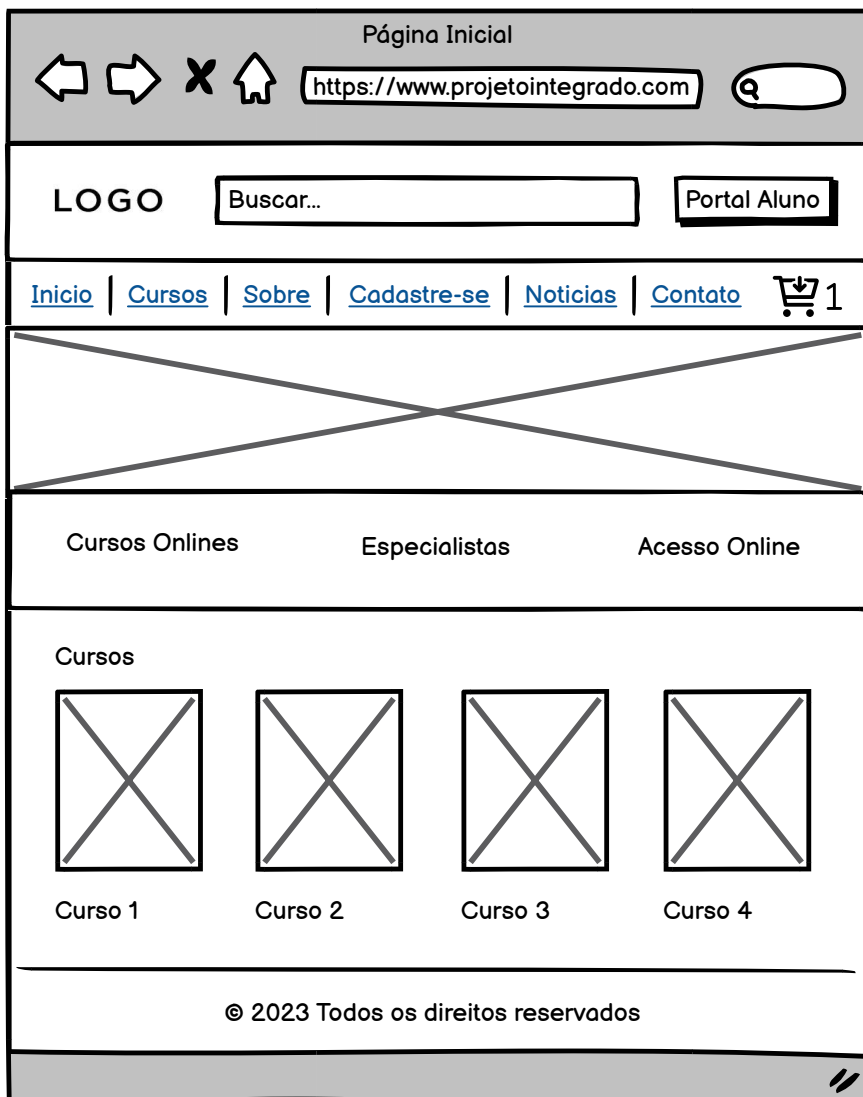 Página Inicial
https://www.projetointegrado.com
LOGO
Buscar...
Portal Aluno
Inicio Cursos Sobre Cadastre-se Noticias Contato 1
Cursos Onlines Especialistas Acesso Online
Cursos
Curso 1 Curso 2 Curso 3 Curso 4
© 2023 Todos os direitos reservados